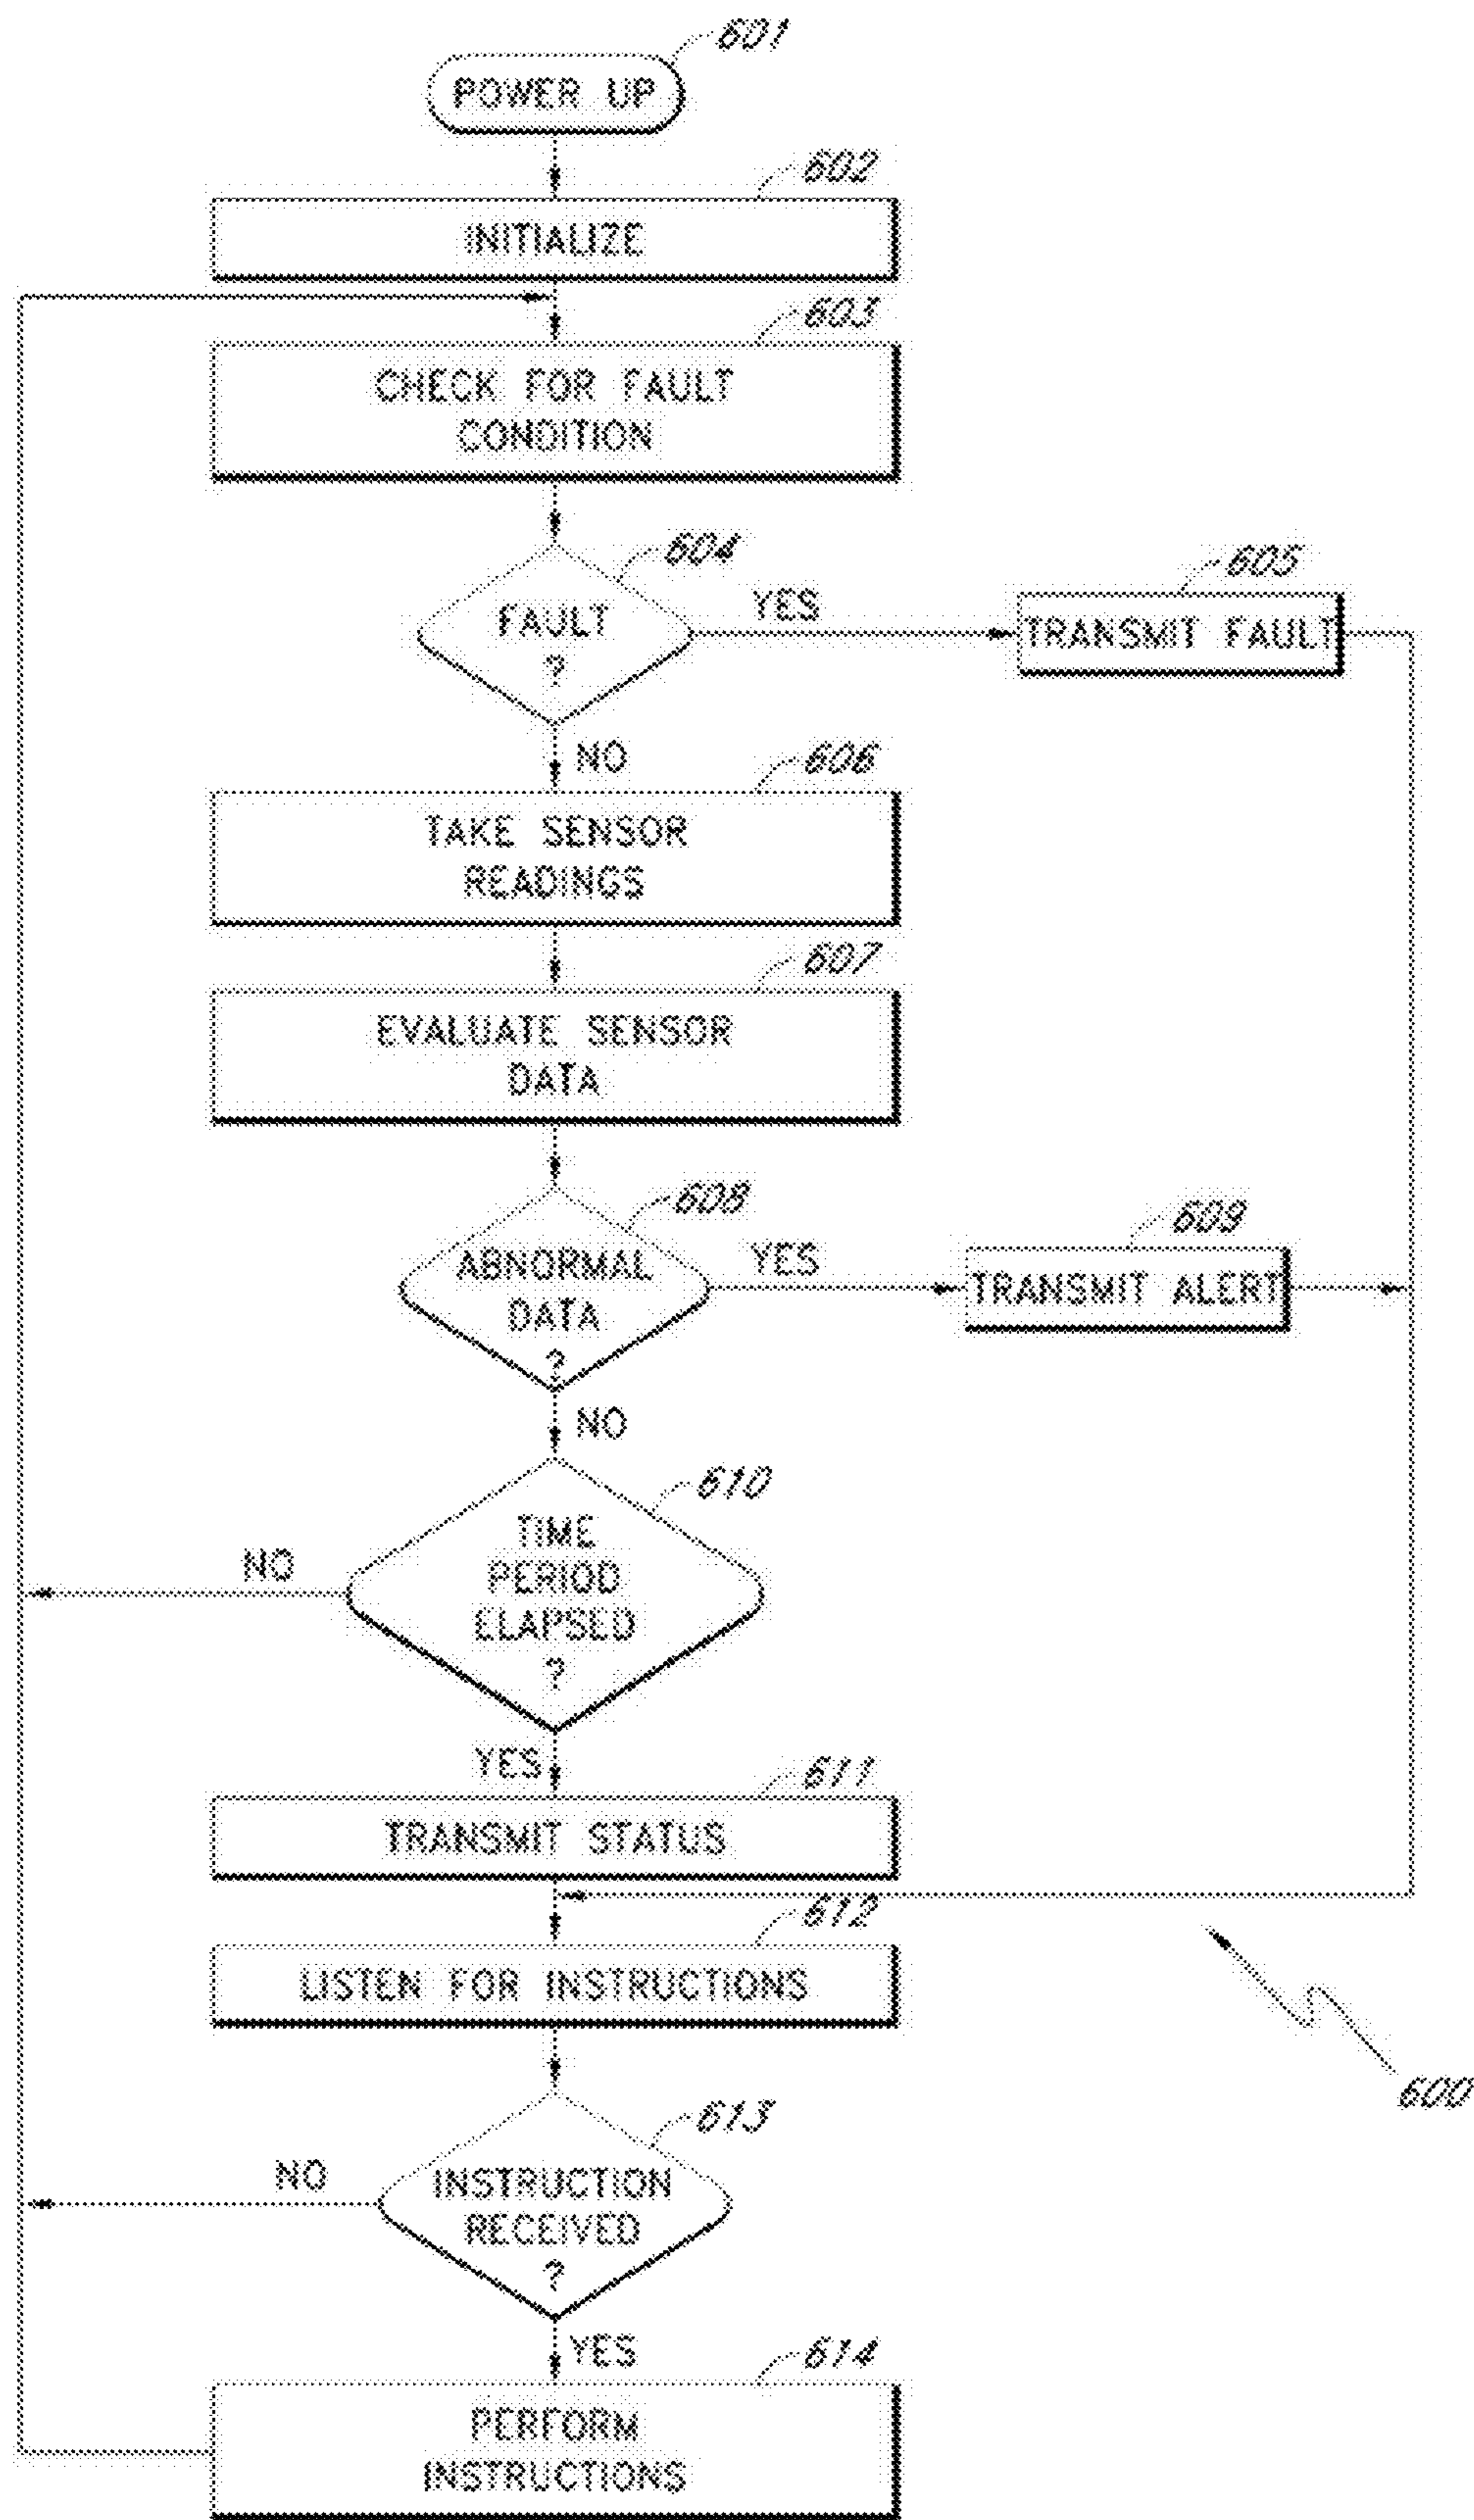 601
POWER UP
602
INITIALIZE
603
CHECK FOR FAULT
CONDITION
604
FAULT
?
YES
605
TRANSMIT FAULT
NO
606
TAKE SENSOR
READINGS
607
EVALUATE SENSOR
DATA
608
ABNORMAL
DATA
?
YES
609
TRANSMIT ALERT
NO
610
TIME
PERIOD
ELAPSED
?
NO
YES
611
TRANSMIT STATUS
612
LISTEN FOR INSTRUCTIONS
600
613
INSTRUCTION
RECEIVED
?
NO
YES
614
PERFORM
INSTRUCTIONS